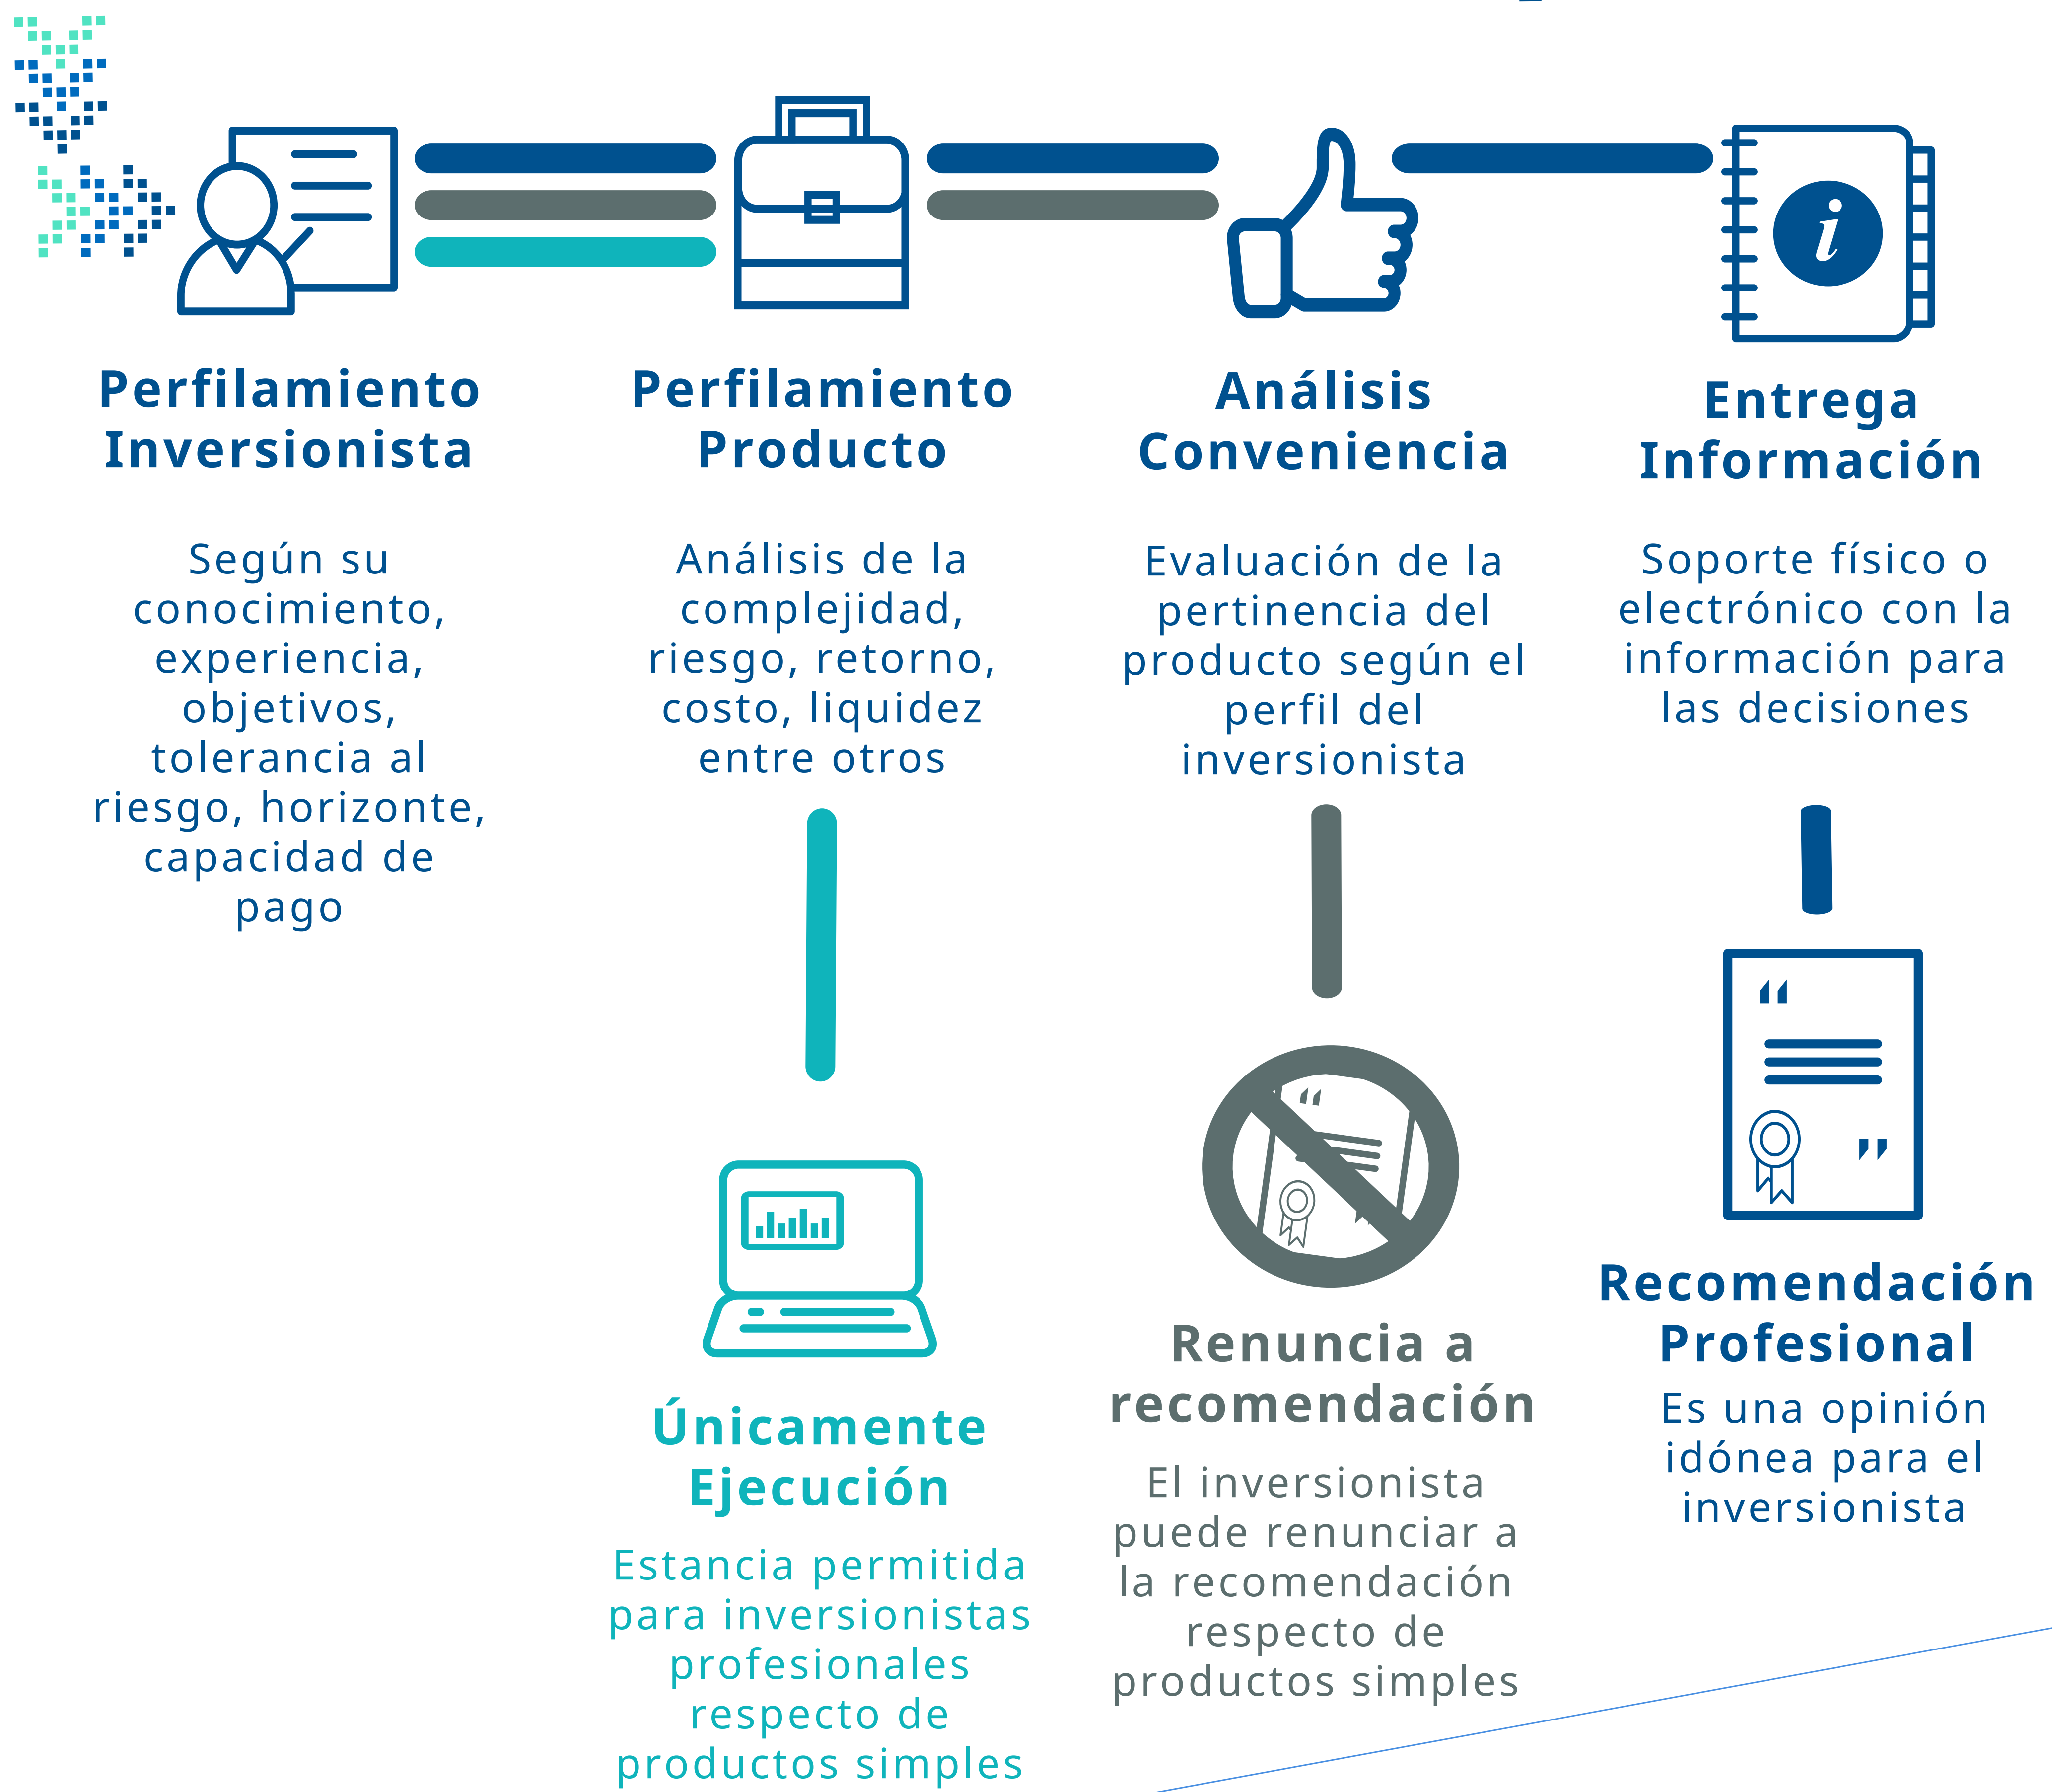 Perfilamiento
Inversionista
Según su
conocimiento,
experiencia,
objetivos,
tolerancia al
riesgo, horizonte,
capacidad de
pago
Perfilamiento
Producto
Análisis de la
complejidad,
riesgo, retorno,
costo, liquidez
entre otros
Análisis
Conveniencia
Evaluación de la
pertinencia del
producto según el
perfil del
inversionista
Entrega
Información
Soporte físico o
electrónico con la
información para
las decisiones
Únicamente
Ejecución
Estancia permitida
para inversionistas
profesionales
respecto de
productos simples
Renuncia a
recomendación
El inversionista
puede renunciar a
la recomendación
respecto de
productos simples
Recomendación
Profesional
Es una opinión
idónea para el
inversionista